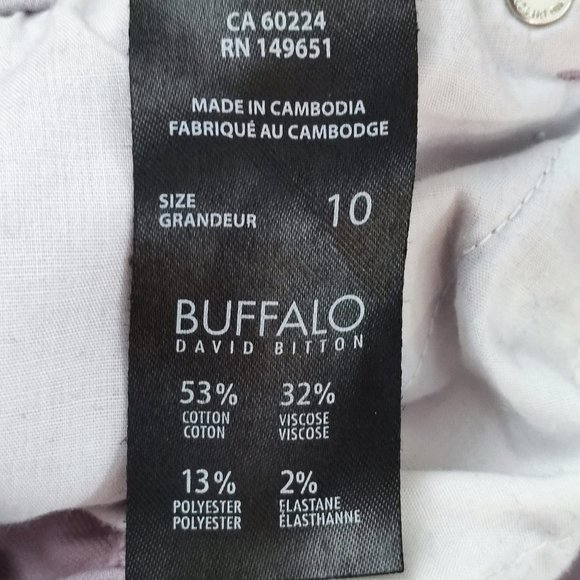 CA 60224
RN 149651
MADE IN CAMBODIA
FABRIQUÉ AU CAMBODGE
SIZE
GRANDEUR
10
BUFFALO
DAVID BITTON
53% 32%
COTTON VISCOSE
COTON VISCOSE
13% 2%
POLYESTER ELASTANE
POLYESTER ÉLASTHANNE